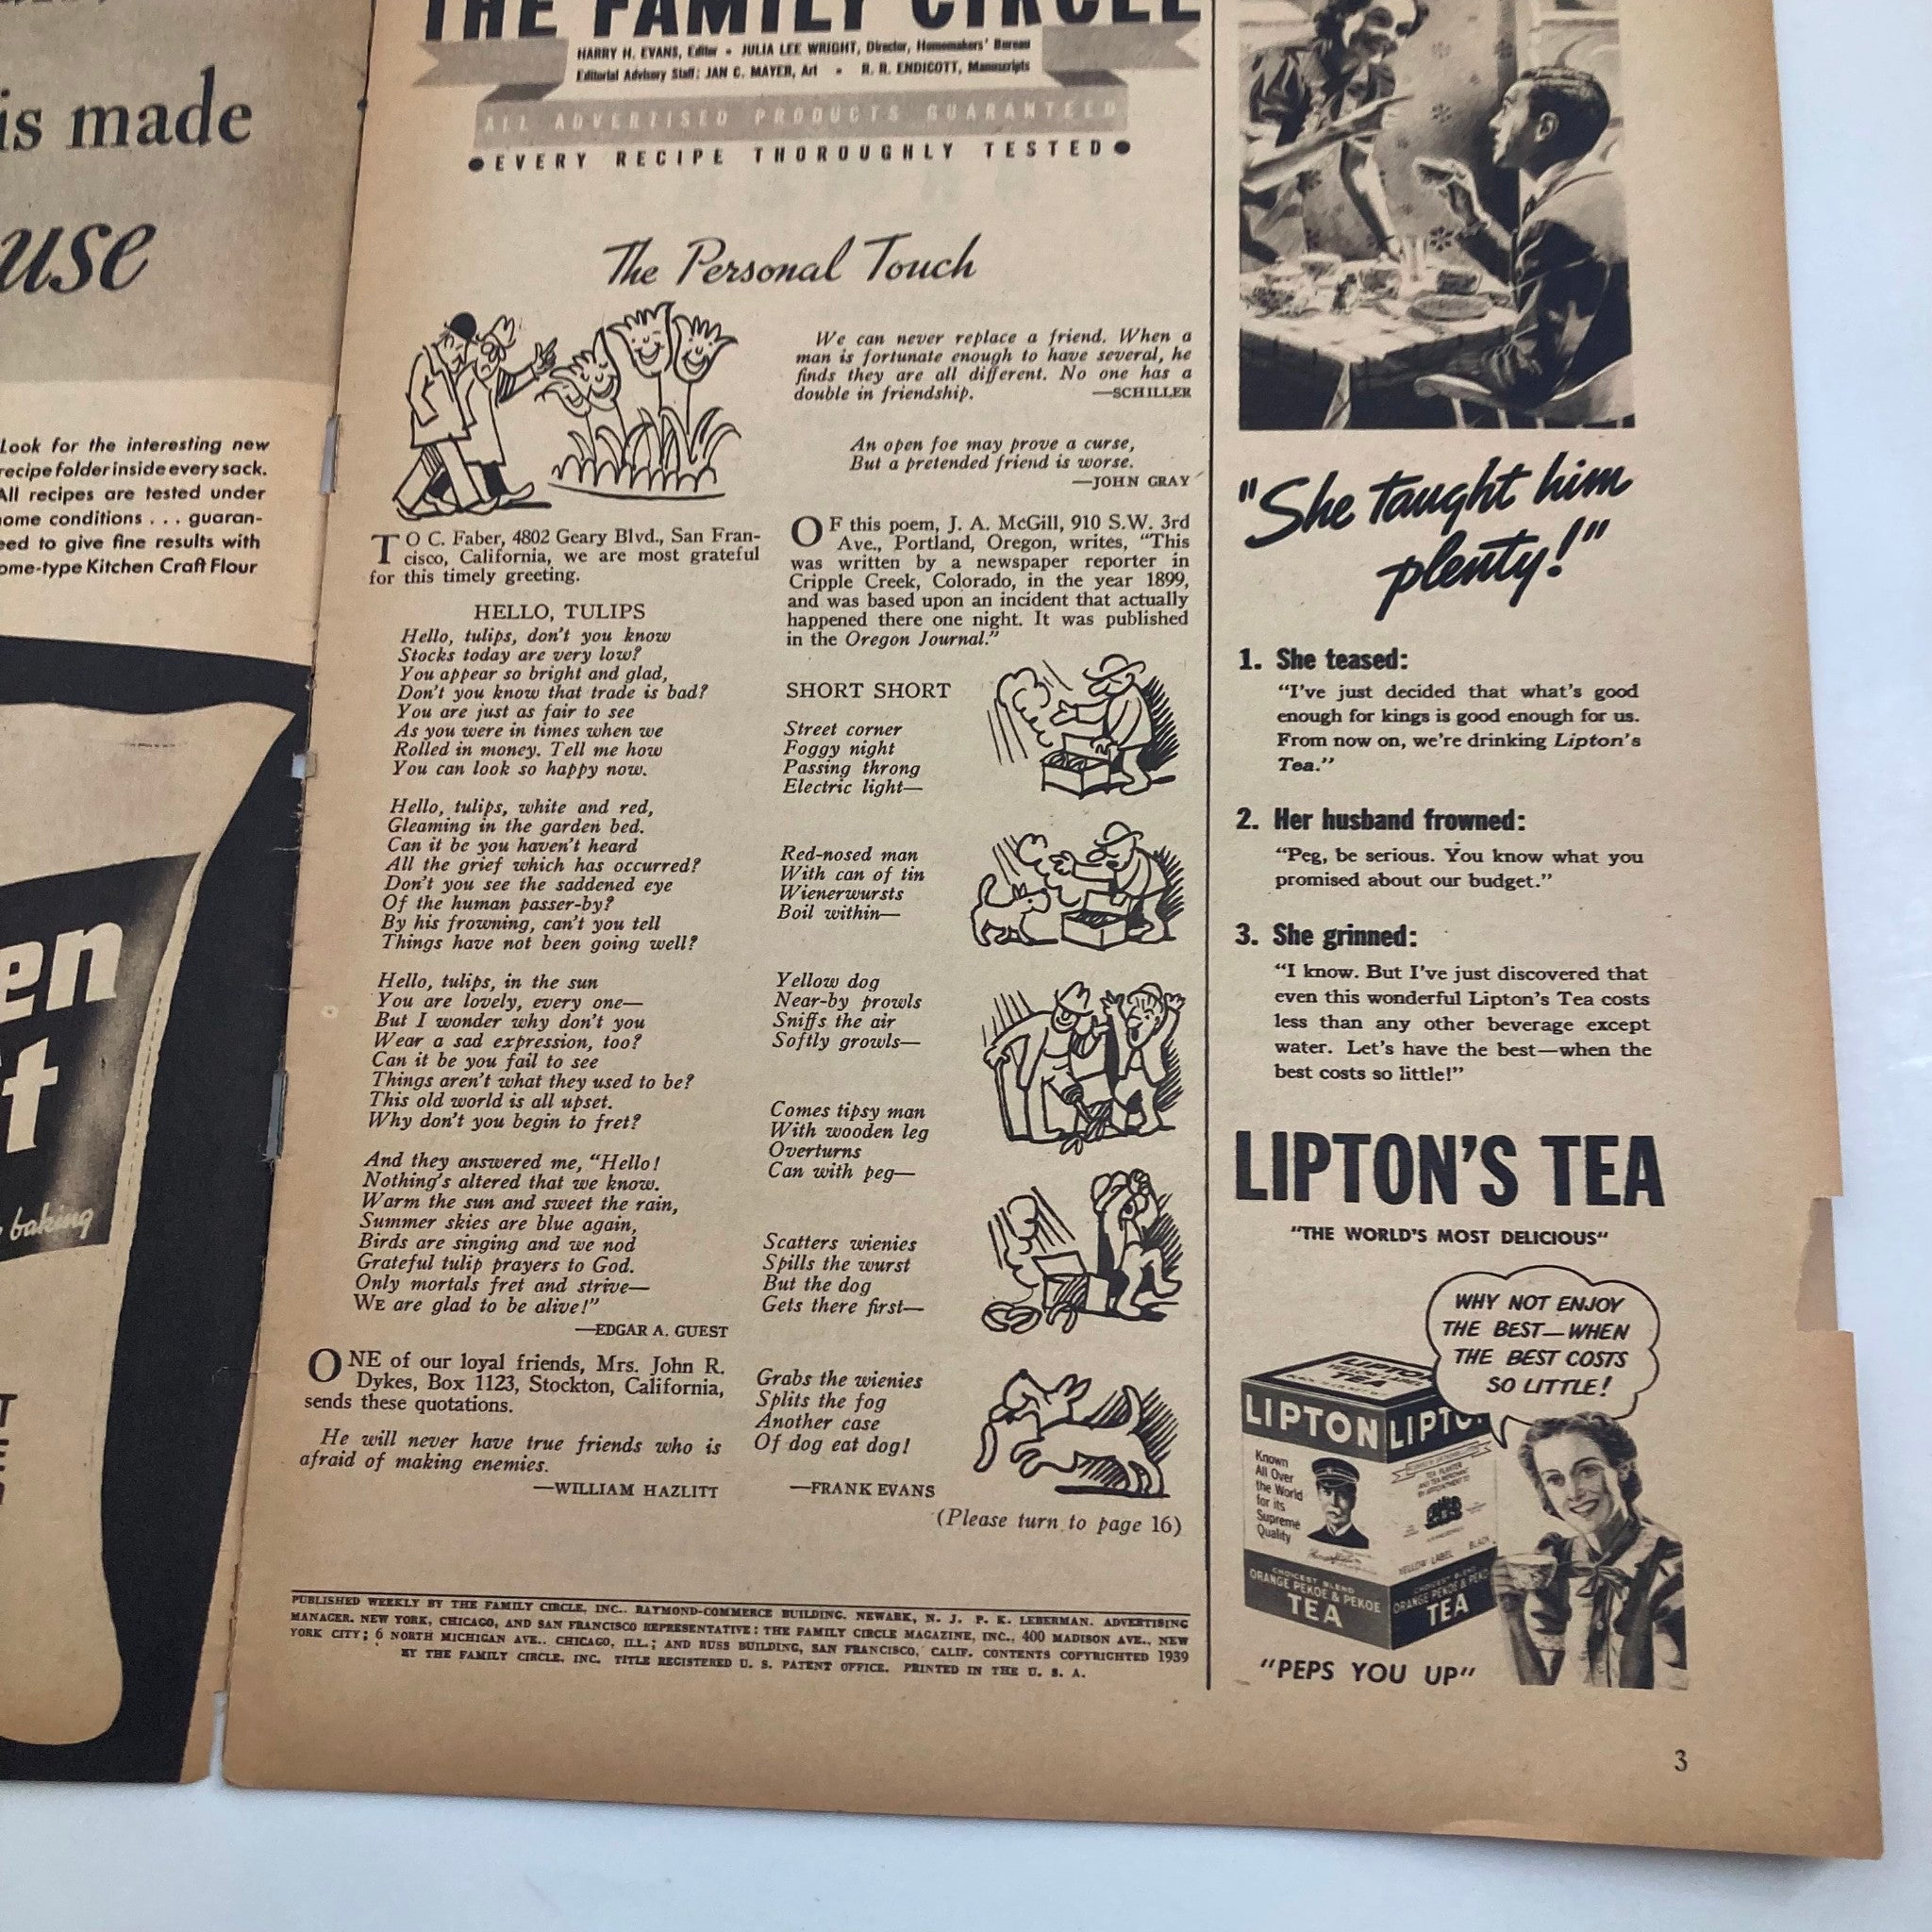 is made
use
Look for the interesting new
recipe folder inside every sack.
All recipes are tested under
home conditions . . . guaran-
teed to give fine results with
home-type Kitchen Craft Flour
en
t
baking
THE FAMILY CIRCLE
HARRY H. EVANS, Editor • JULIA LEE WRIGHT, Director, Homemakers' Bureau
Editorial Advisory Staff: JAN C. MAYER, Art • R. R. ENDICOTT, Manuscripts
ALL ADVERTISED PRODUCTS GUARANTEED
●EVERY RECIPE THOROUGHLY TESTED●
The Personal Touch
TO C. Faber, 4802 Geary Blvd., San Fran-
cisco, California, we are most grateful
for this timely greeting.
HELLO, TULIPS
Hello, tulips, don't you know
Stocks today are very low?
You appear so bright and glad,
Don't you know that trade is bad?
You are just as fair to see
As you were in times when we
Rolled in money. Tell me how
You can look so happy now.
Hello, tulips, white and red,
Gleaming in the garden bed.
Can it be you haven't heard
All the grief which has occurred?
Don't you see the saddened eye
Of the human passer-by?
By his frowning, can't you tell
Things have not been going well?
Hello, tulips, in the sun
You are lovely, every one—
But I wonder why don't you
Wear a sad expression, too?
Can it be you fail to see
Things aren't what they used to be?
This old world is all upset.
Why don't you begin to fret?
And they answered me, "Hello!
Nothing's altered that we know.
Warm the sun and sweet the rain,
Summer skies are blue again,
Birds are singing and we nod
Grateful tulip prayers to God.
Only mortals fret and strive—
WE are glad to be alive!"
—EDGAR A. GUEST
ONE of our loyal friends, Mrs. John R.
Dykes, Box 1123, Stockton, California,
sends these quotations.
He will never have true friends who is
afraid of making enemies.
—WILLIAM HAZLITT
We can never replace a friend. When a
man is fortunate enough to have several, he
finds they are all different. No one has a
double in friendship. —SCHILLER
An open foe may prove a curse,
But a pretended friend is worse.
—JOHN GRAY
OF this poem, J. A. McGill, 910 S.W. 3rd
Ave., Portland, Oregon, writes, "This
was written by a newspaper reporter in
Cripple Creek, Colorado, in the year 1899,
and was based upon an incident that actually
happened there one night. It was published
in the Oregon Journal."
SHORT SHORT
Street corner
Foggy night
Passing throng
Electric light—
Red-nosed man
With can of tin
Wienerwursts
Boil within—
Yellow dog
Near-by prowls
Sniffs the air
Softly growls—
Comes tipsy man
With wooden leg
Overturns
Can with peg—
Scatters wienies
Spills the wurst
But the dog
Gets there first—
Grabs the wienies
Splits the fog
Another case
Of dog eat dog!
—FRANK EVANS
(Please turn to page 16)
PUBLISHED WEEKLY BY THE FAMILY CIRCLE, INC., RAYMOND-COMMERCE BUILDING, NEWARK, N. J. P. K. LEBERMAN, ADVERTISING
MANAGER. NEW YORK, CHICAGO, AND SAN FRANCISCO REPRESENTATIVE: THE FAMILY CIRCLE MAGAZINE, INC., 400 MADISON AVE., NEW
YORK CITY; 6 NORTH MICHIGAN AVE., CHICAGO, ILL.; AND RUSS BUILDING, SAN FRANCISCO, CALIF. CONTENTS COPYRIGHTED 1939
BY THE FAMILY CIRCLE, INC. TITLE REGISTERED U. S. PATENT OFFICE. PRINTED IN THE U. S. A.
"She taught him
plenty!"
1. She teased:
"I've just decided that what's good
enough for kings is good enough for us.
From now on, we're drinking Lipton's
Tea."
2. Her husband frowned:
"Peg, be serious. You know what you
promised about our budget."
3. She grinned:
"I know. But I've just discovered that
even this wonderful Lipton's Tea costs
less than any other beverage except
water. Let's have the best—when the
best costs so little!"
LIPTON'S TEA
"THE WORLD'S MOST DELICIOUS"
WHY NOT ENJOY
THE BEST—WHEN
THE BEST COSTS
SO LITTLE!
LIPTON
YELLOW LABEL
TEA
LIPTON LIPTO
Known
All Over
the World
for its
Supreme
Quality
TEA PLANTER
YELLOW LABEL BLACK
CHOICEST BLEND
ORANGE PEKOE & PEKOE
TEA
CHOICEST BLEND
ORANGE PEKOE & PEKO
TEA
"PEPS YOU UP"
3